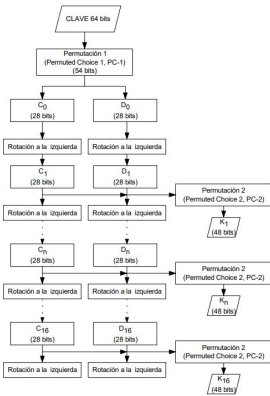 CLAVE 64 bits
Permutación 1
(Permuted Choice 1, PC-1)
(54 bits)
C0
(28 bits)
D0
(28 bits)
Rotación a la izquierda
Rotación a la izquierda
C1
(28 bits)
D1
(28 bits)
Permutación 2
(Permuted Choice 2, PC-2)
Rotación a la izquierda
Rotación a la izquierda
K1
(48 bits)
Cn
(28 bits)
Dn
(28 bits)
Permutación 2
(Permuted Choice 2, PC-2)
Rotación a la izquierda
Rotación a la izquierda
Kn
(48 bits)
C16
(28 bits)
D16
(28 bits)
Permutación 2
(Permuted Choice 2, PC-2)
Rotación a la izquierda
Rotación a la izquierda
K16
(48 bits)